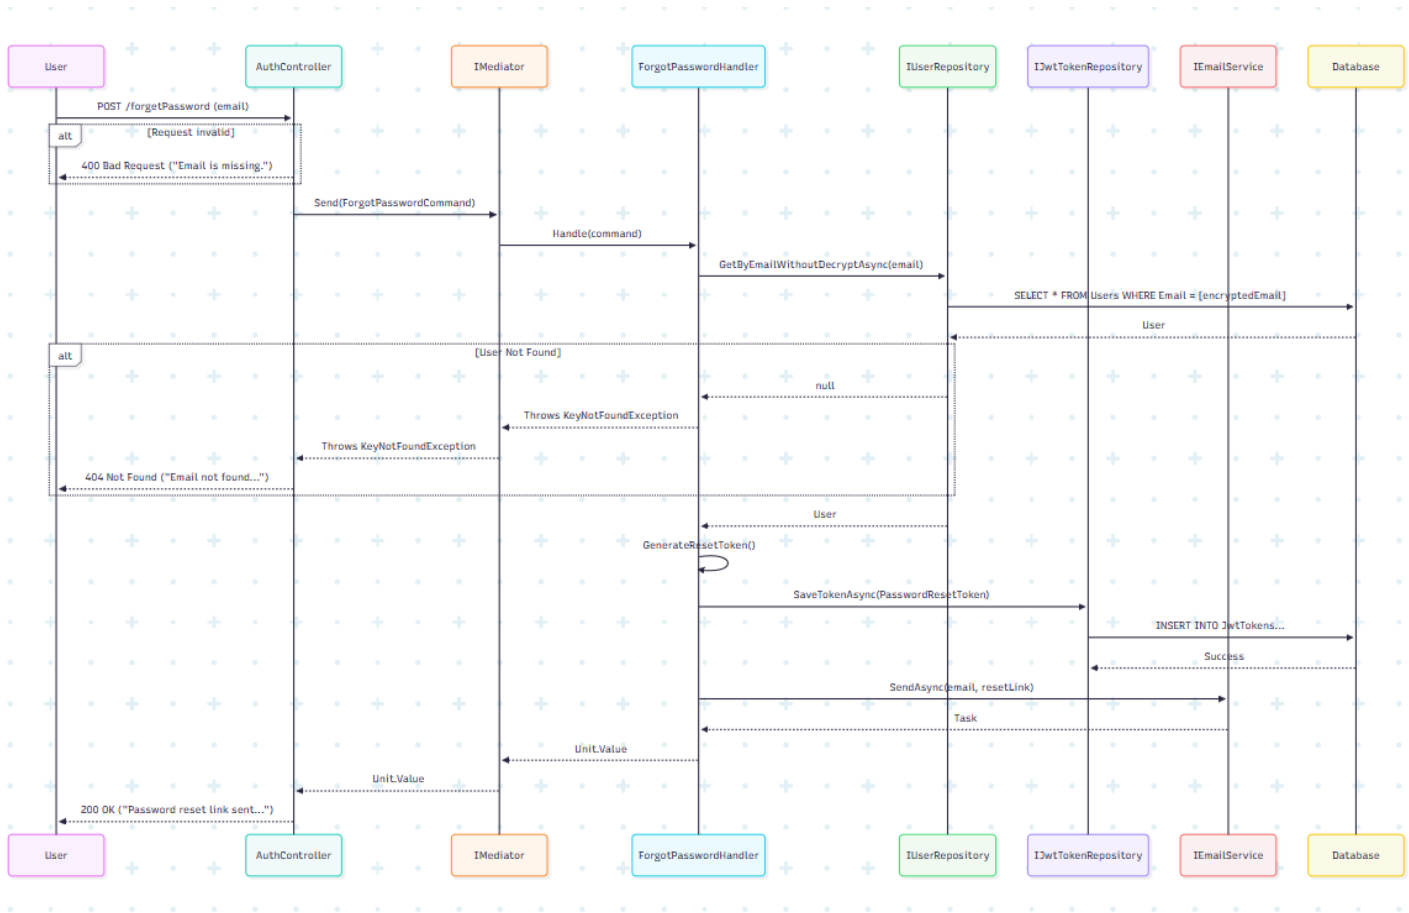 User
AuthController
IMediator
ForgotPasswordHandler
IUserRepository
IJwtTokenRepository
IEmailService
Database
POST /forgetPassword (email)
alt
[Request invalid]
400 Bad Request ("Email is missing.")
Send(ForgotPasswordCommand)
Handle(command)
GetByEmailWithoutDecryptAsync(email)
SELECT * FROM Users WHERE Email = [encryptedEmail]
User
alt
[User Not Found]
null
Throws KeyNotFoundException
Throws KeyNotFoundException
404 Not Found ("Email not found...")
User
GenerateResetToken()
SaveTokenAsync(PasswordResetToken)
INSERT INTO JwtTokens...
Success
SendAsync(email, resetLink)
Task
Unit.Value
Unit.Value
200 OK ("Password reset link sent...")
User
AuthController
IMediator
ForgotPasswordHandler
IUserRepository
IJwtTokenRepository
IEmailService
Database